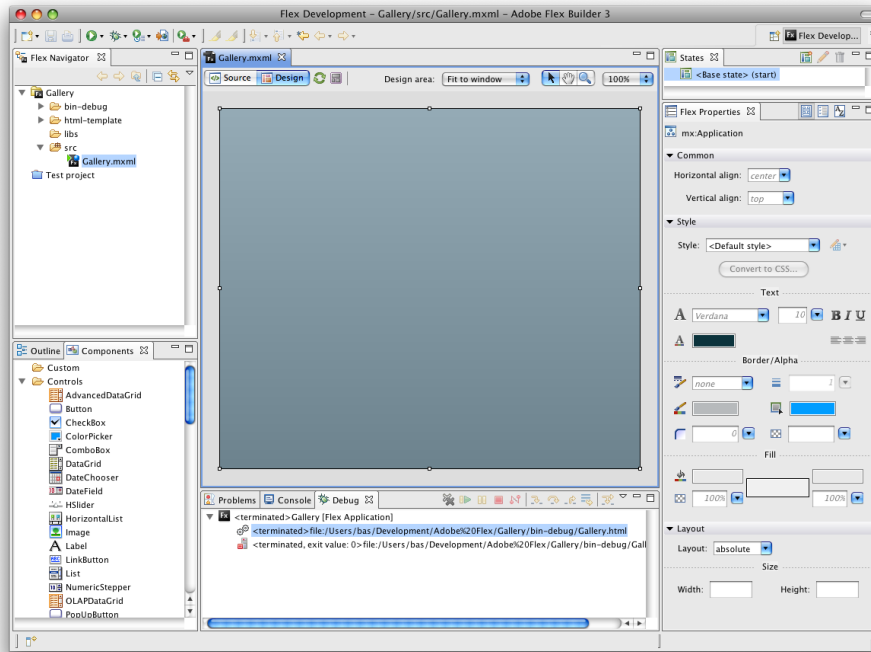 Flex Development - Gallery/src/Gallery.mxml - Adobe Flex Builder 3
Flex Develop...
Flex Navigator
Gallery
bin-debug
html-template
libs
src
Gallery.mxml
Test project
Gallery.mxml
Source
Design
Design area:
Fit to window
100%
States
<Base state> (start)
Flex Properties
mx:Application
Common
Horizontal align:
center
Vertical align:
top
Style
Style:
<Default style>
Convert to CSS...
Text
A
Verdana
10
B I U
A
Border/Alpha
none
1
0
Fill
100%
100%
Layout
Layout:
absolute
Size
Width:
Height:
Outline
Components
Custom
Controls
AdvancedDataGrid
Button
CheckBox
ColorPicker
ComboBox
DataGrid
DateChooser
DateField
HSlider
HorizontalList
Image
Label
LinkButton
List
NumericStepper
OLAPDataGrid
PopUpButton
Problems
Console
Debug
<terminated>Gallery [Flex Application]
<terminated>file:/Users/bas/Development/Adobe%20Flex/Gallery/bin-debug/Gallery.html
<terminated, exit value: 0>file:/Users/bas/Development/Adobe%20Flex/Gallery/bin-debug/Gall